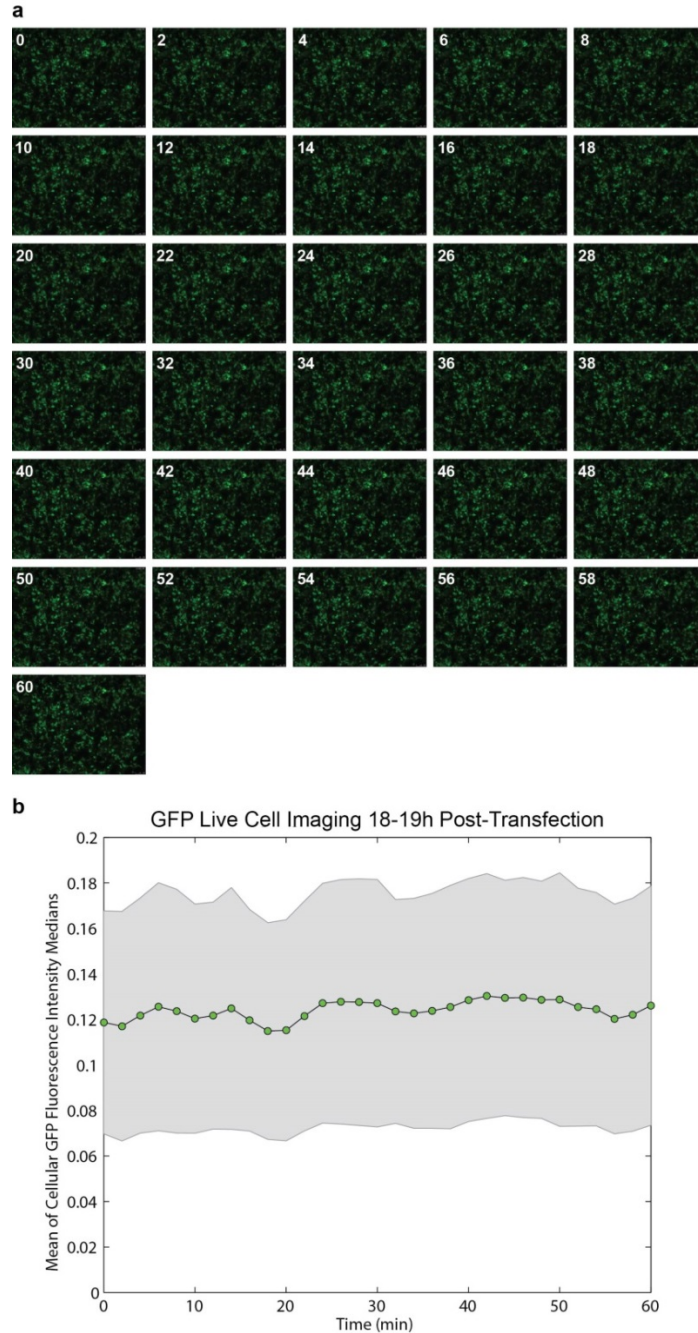 a
0 2 4 6 8
10 12 14 16 18
20 22 24 26 28
30 32 34 36 38
40 42 44 46 48
50 52 54 56 58
60
b
GFP Live Cell Imaging 18-19h Post-Transfection
Mean of Cellular GFP Fluorescence Intensity Medians
0.2
0.18
0.16
0.14
0.12
0.1
0.08
0.06
0.04
0.02
0
0 10 20 30 40 50 60
Time (min)